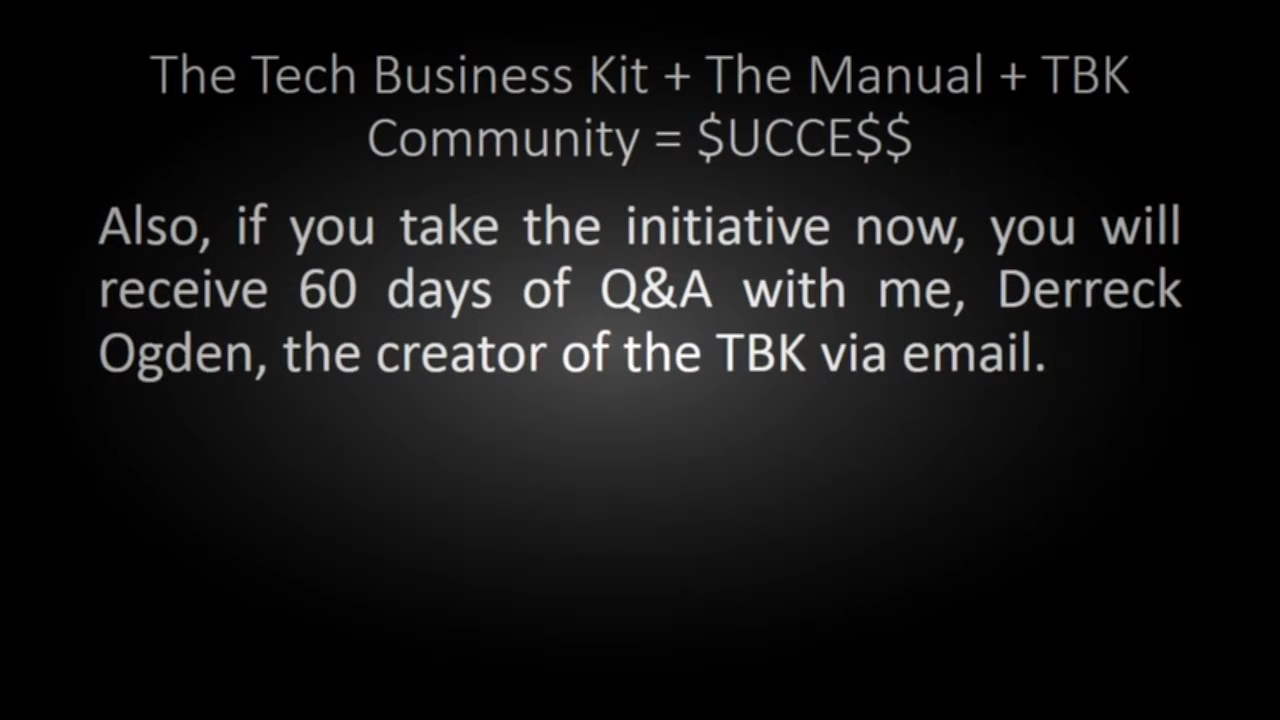 The Tech Business Kit + The Manual + TBK
Community = $UCCE$$
Also, if you take the initiative now, you will
receive 60 days of Q&A with me, Derreck
Ogden, the creator of the TBK via email.